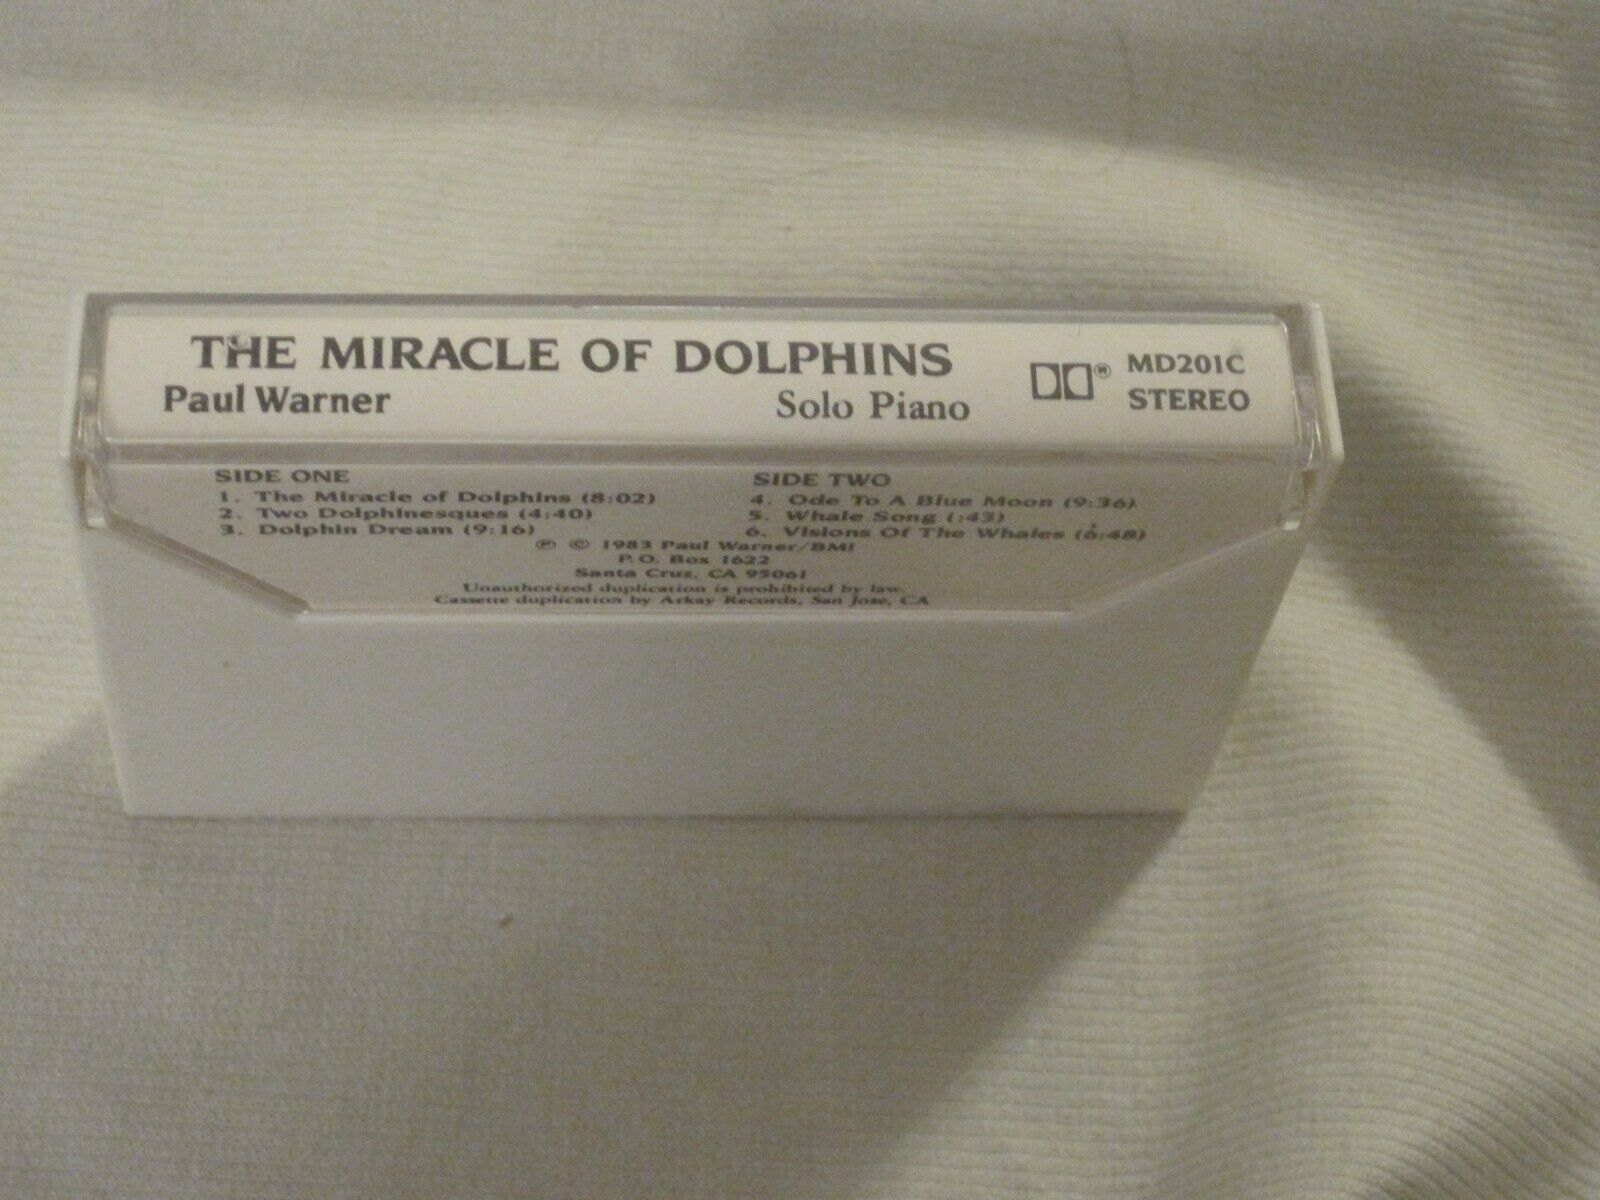 THE MIRACLE OF DOLPHINS
Paul Warner Solo Piano
® MD201C
STEREO
SIDE ONE
1. The Miracle of Dolphins (8:02)
2. Two Dolphinesques (4:40)
3. Dolphin Dream (9:16)
SIDE TWO
4. Ode To A Blue Moon (9:36)
5. Whale Song (:43)
6. Visions Of The Whales (6:48)
℗ © 1983 Paul Warner/BMI
P.O. Box 1622
Santa Cruz, CA 95061
Unauthorized duplication is prohibited by law.
Cassette duplication by Arkay Records, San Jose, CA